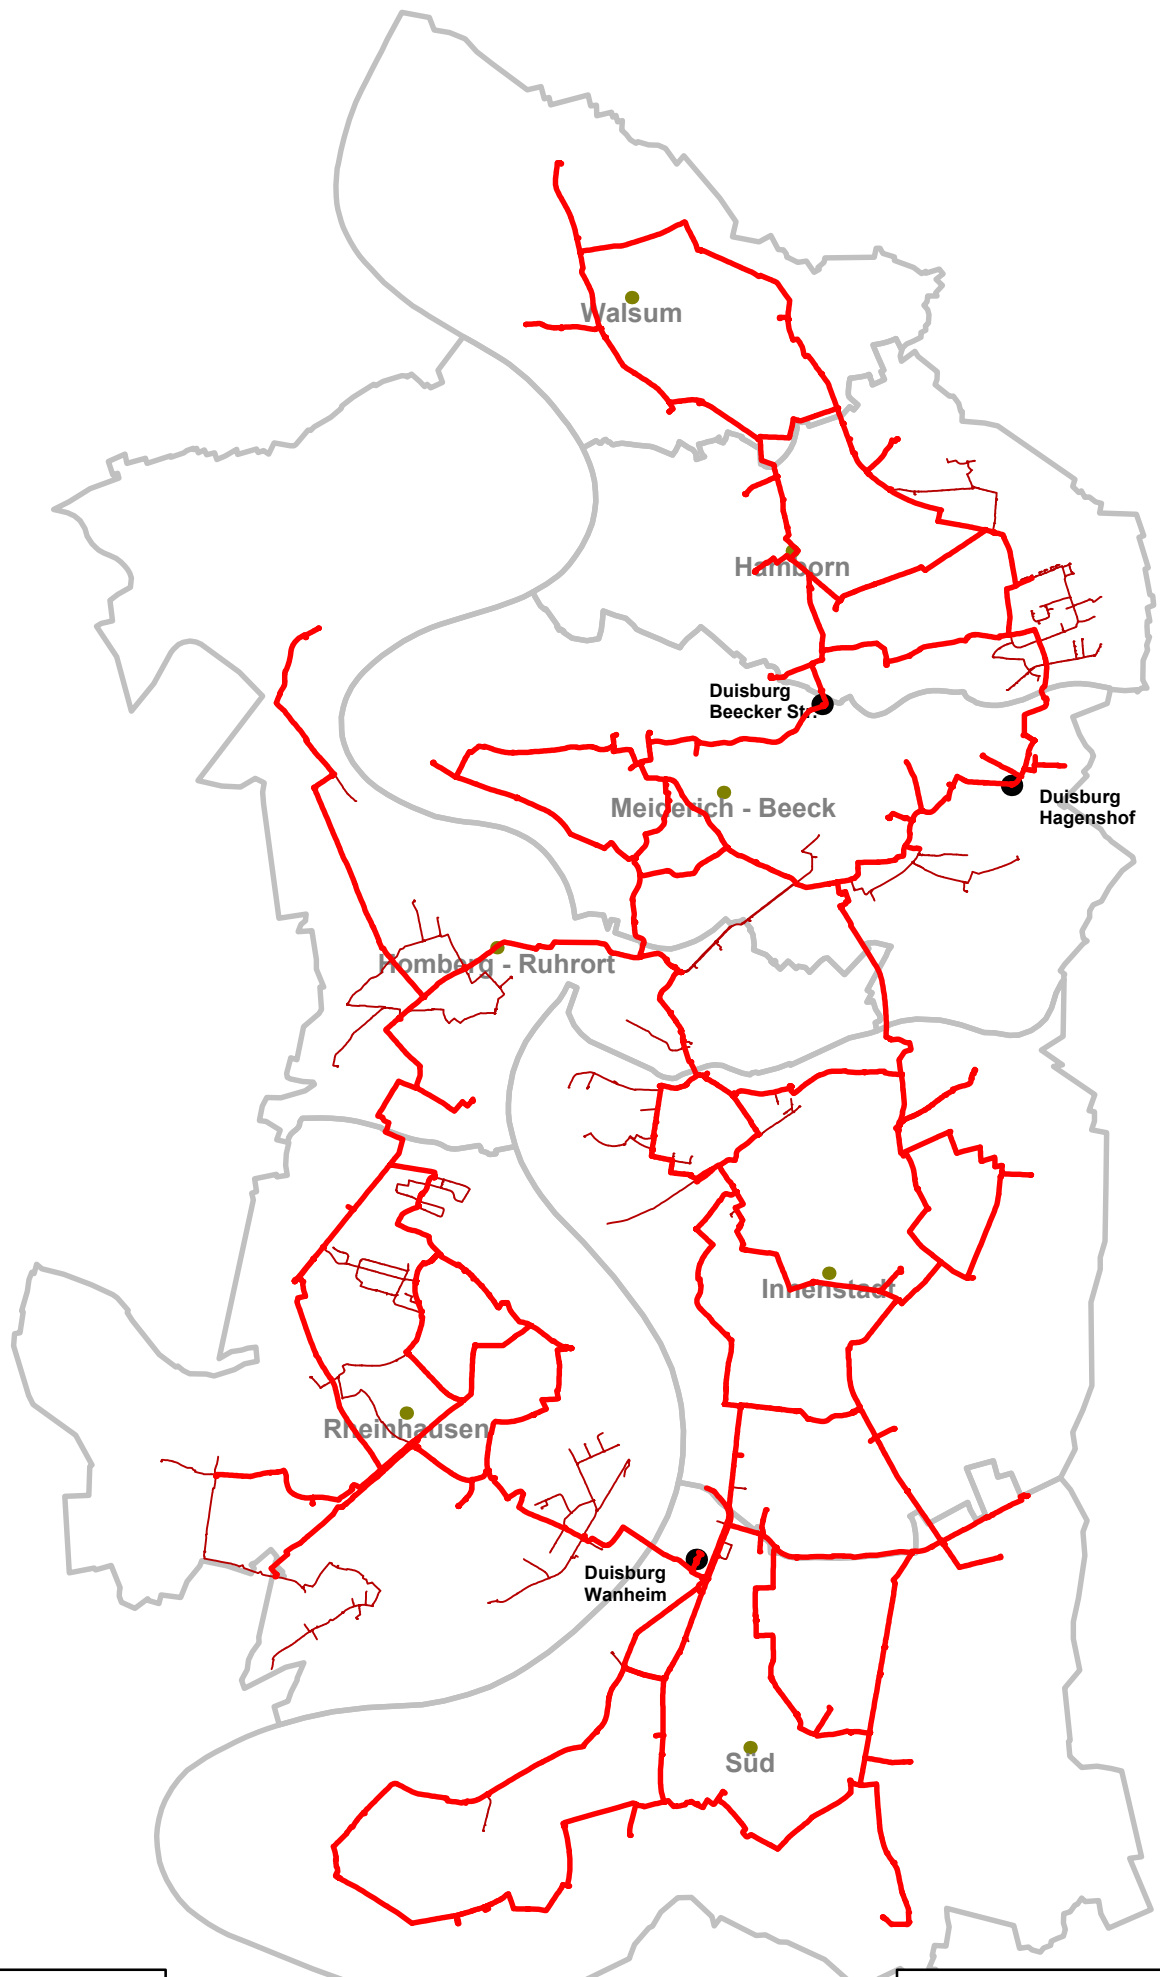 Walsum
Hamborn
Duisburg
Beecker Str.
Meiderich - Beeck
Duisburg
Hagenshof
Homberg - Ruhrort
Innenstadt
Rheinhausen
Duisburg
Wanheim
Süd